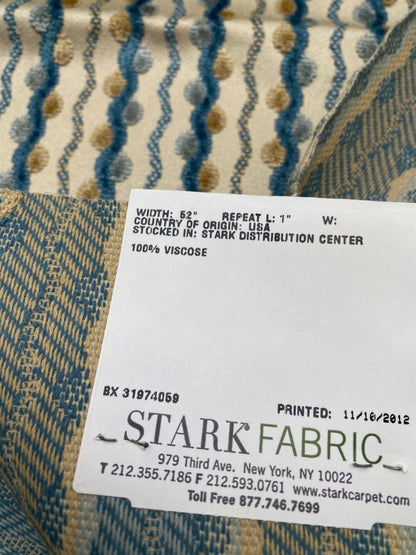 WIDTH: 52" REPEAT L: 1" W:
COUNTRY OF ORIGIN: USA
STOCKED IN: STARK DISTRIBUTION CENTER
100% VISCOSE
BX 31974069
PRINTED: 11/10/2012
STARK FABRIC
979 Third Ave. New York, NY 10022
T 212.355.7186 F 212.593.0761 www.starkcarpet.com
Toll Free 877.746.7699